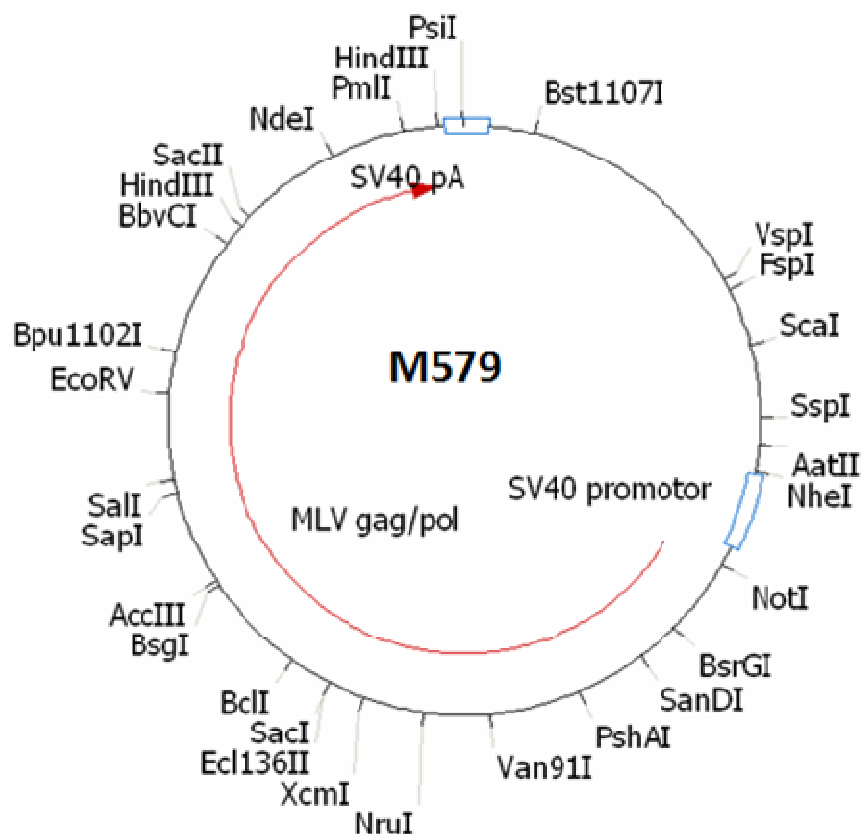 PsiI
HindIII
PmlI
Bst1107I
NdeI
SacII
SV40 pA
HindIII
BbvCI
VspI
FspI
Bpu1102I
ScaI
M579
EcoRV
SspI
AatII
SV40 promotor
NheI
SalI
MLV gag/pol
SapI
NotI
AccIII
BsgI
BsrGI
BclI
SanDI
SacI
PshAI
Ecl136II
Van91I
XcmI
NruI